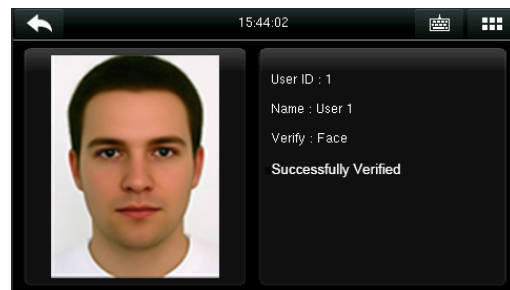 15:44:02
User ID : 1
Name : User 1
Verify : Face
Successfully Verified